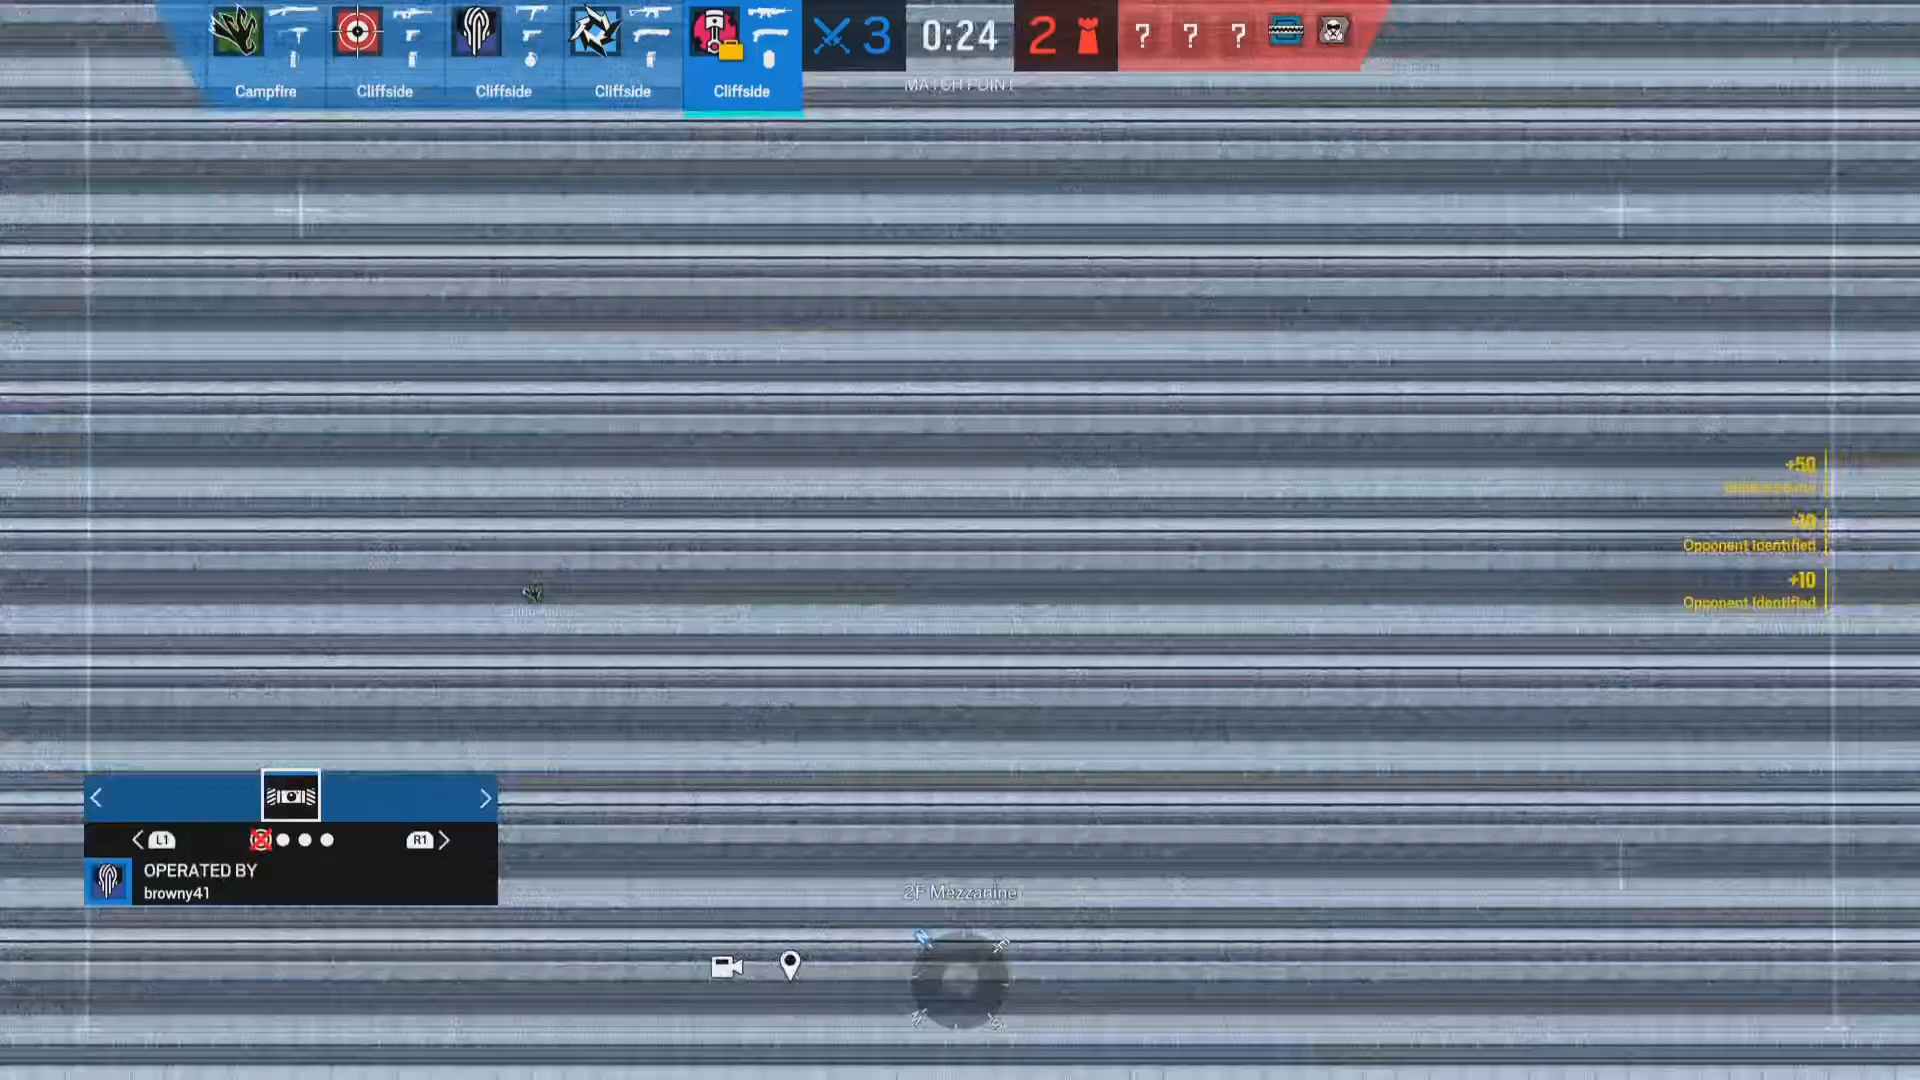 3
0:24
2
? ? ?
MATCH POINT
Campfire
Cliffside
Cliffside
Cliffside
Cliffside
+50
+10
Opponent Identified
+10
Opponent Identified
L1
R1
OPERATED BY
browny41
2F Mezzanine
N
E